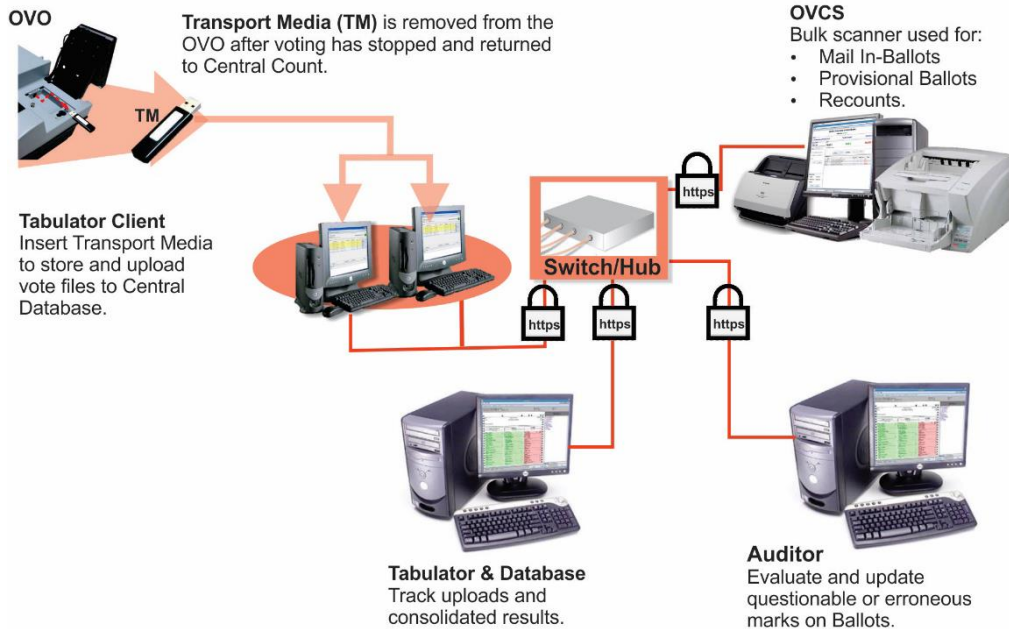 OVO
Transport Media (TM) is removed from the
OVO after voting has stopped and returned
to Central Count.
OVCS
Bulk scanner used for:
• Mail In-Ballots
• Provisional Ballots
• Recounts.
TM
https
Tabulator Client
Insert Transport Media
to store and upload
vote files to Central
Database.
Switch/Hub
https
https
https
Tabulator & Database
Track uploads and
consolidated results.
Auditor
Evaluate and update
questionable or erroneous
marks on Ballots.